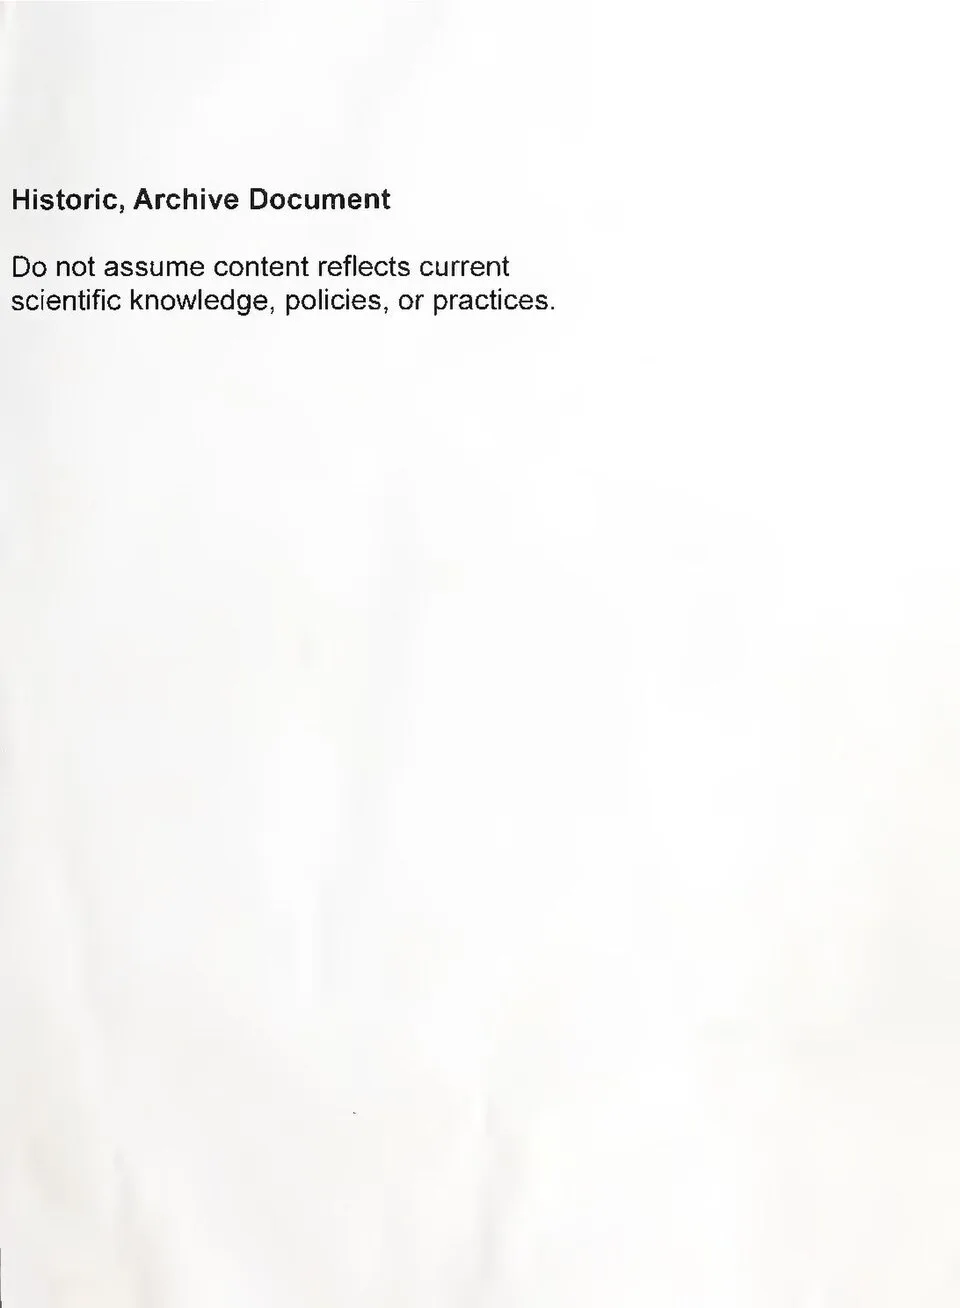 Historic, Archive Document
Do not assume content reflects current
scientific knowledge, policies, or practices.